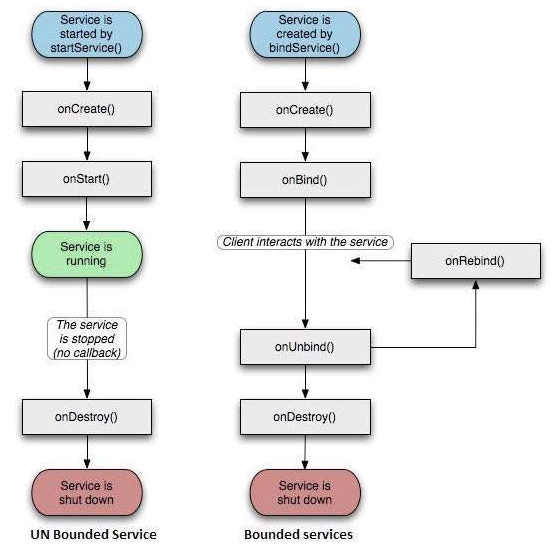 Service is
started by
startService()
onCreate()
onStart()
Service is
running
The service
is stopped
(no callback)
onDestroy()
Service is
shut down
UN Bounded Service
Service is
created by
bindService()
onCreate()
onBind()
Client interacts with the service
onRebind()
onUnbind()
onDestroy()
Service is
shut down
Bounded services